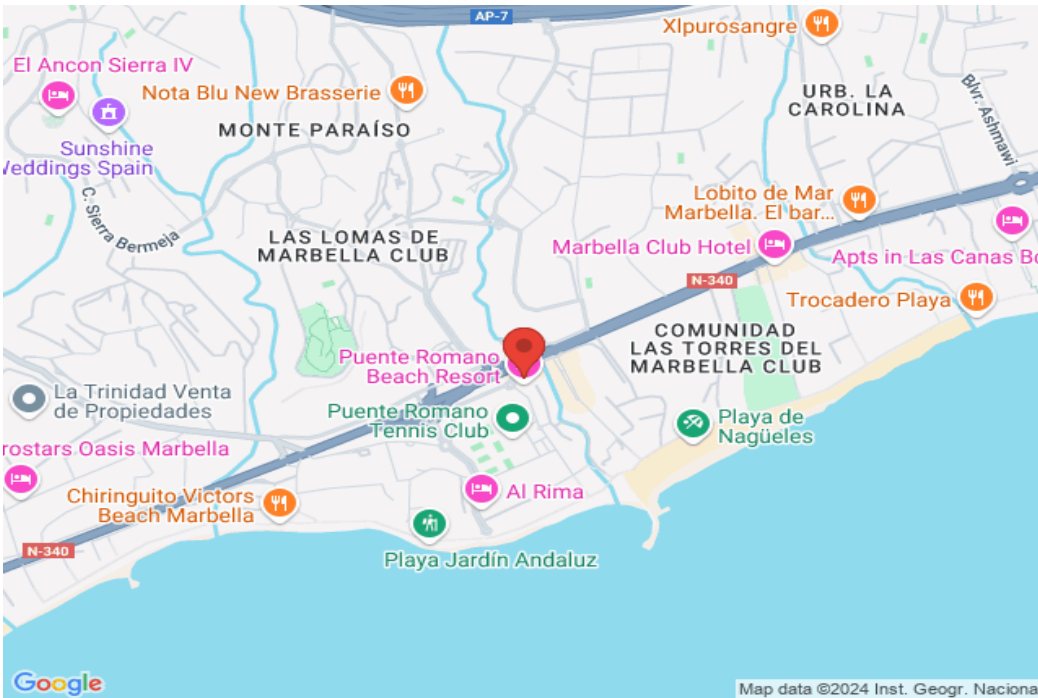 AP-7
Xlpurosangre
El Ancon Sierra IV
Nota Blu New Brasserie
URB. LA
CAROLINA
Blvr. Ashmawi
MONTE PARAÍSO
Sunshine
Weddings Spain
C. Sierra Bermeja
Lobito de Mar
Marbella. El bar...
LAS LOMAS DE
MARBELLA CLUB
Marbella Club Hotel
Apts in Las Canas Bo
N-340
Trocadero Playa
COMUNIDAD
LAS TORRES DEL
MARBELLA CLUB
Puente Romano
Beach Resort
La Trinidad Venta
de Propiedades
Puente Romano
Tennis Club
Playa de
Nagüeles
rostars Oasis Marbella
Al Rima
Chiringuito Victors
Beach Marbella
N-340
Playa Jardín Andaluz
Google
Map data ©2024 Inst. Geogr. Naciona